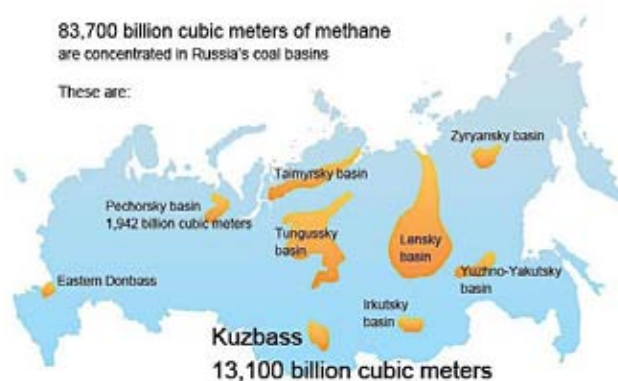 83,700 billion cubic meters of methane
are concentrated in Russia's coal basins
These are:
Zyryansky basin
Taimyrsky basin
Pechorsky basin
1,942 billion cubic meters
Tungussky
basin
Lensky
basin
Yuzhno-Yakutsky
basin
Eastern Donbass
Irkutsky
basin
Kuzbass
13,100 billion cubic meters